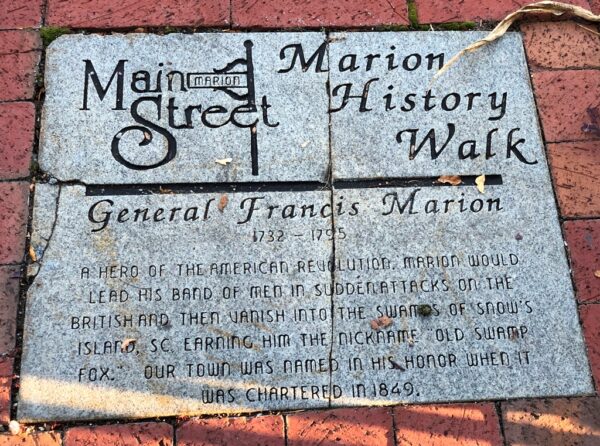 Main Street
MARION
Marion
History
Walk
General Francis Marion
1732 - 1795
A HERO OF THE AMERICAN REVOLUTION, MARION WOULD
LEAD HIS BAND OF MEN IN SUDDEN ATTACKS ON THE
BRITISH AND THEN VANISH INTO THE SWAMPS OF SNOW'S
ISLAND, SC. EARNING HIM THE NICKNAME "OLD SWAMP
FOX." OUR TOWN WAS NAMED IN HIS HONOR WHEN IT
WAS CHARTERED IN 1849.